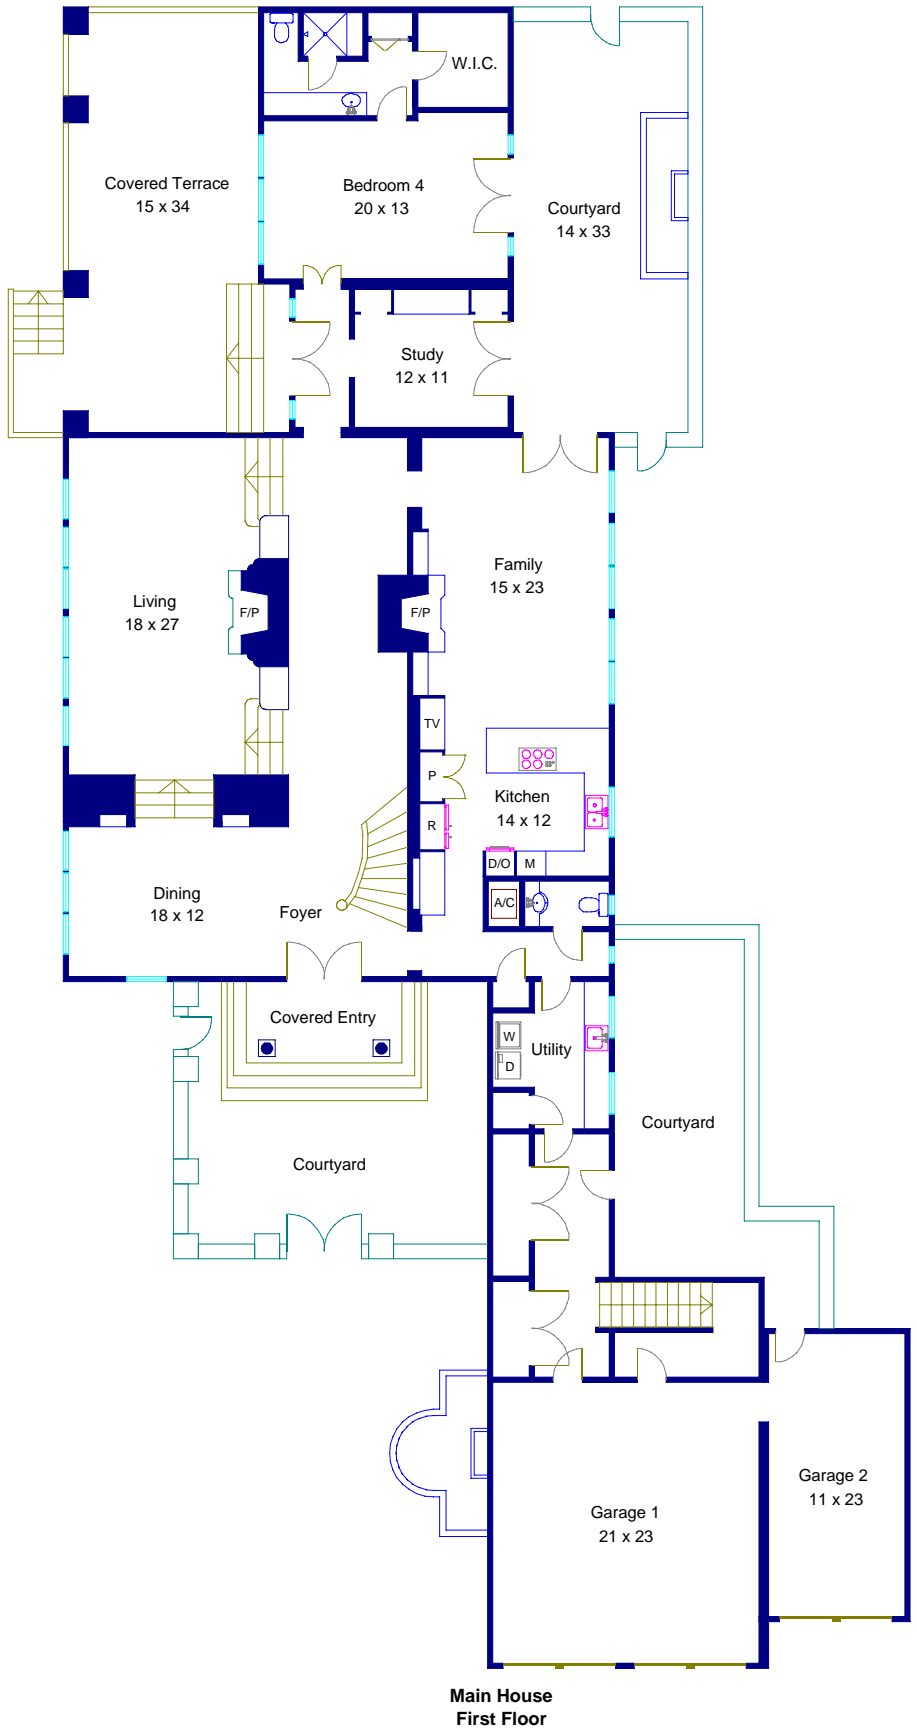 W.I.C.
Covered Terrace
15 x 34
Bedroom 4
20 x 13
Courtyard
14 x 33
Study
12 x 11
Family
15 x 23
Living
18 x 27
F/P
F/P
TV
P
Kitchen
14 x 12
R
D/O
M
Dining
18 x 12
A/C
Foyer
Covered Entry
W
Utility
D
Courtyard
Courtyard
Garage 2
11 x 23
Garage 1
21 x 23
Main House
First Floor